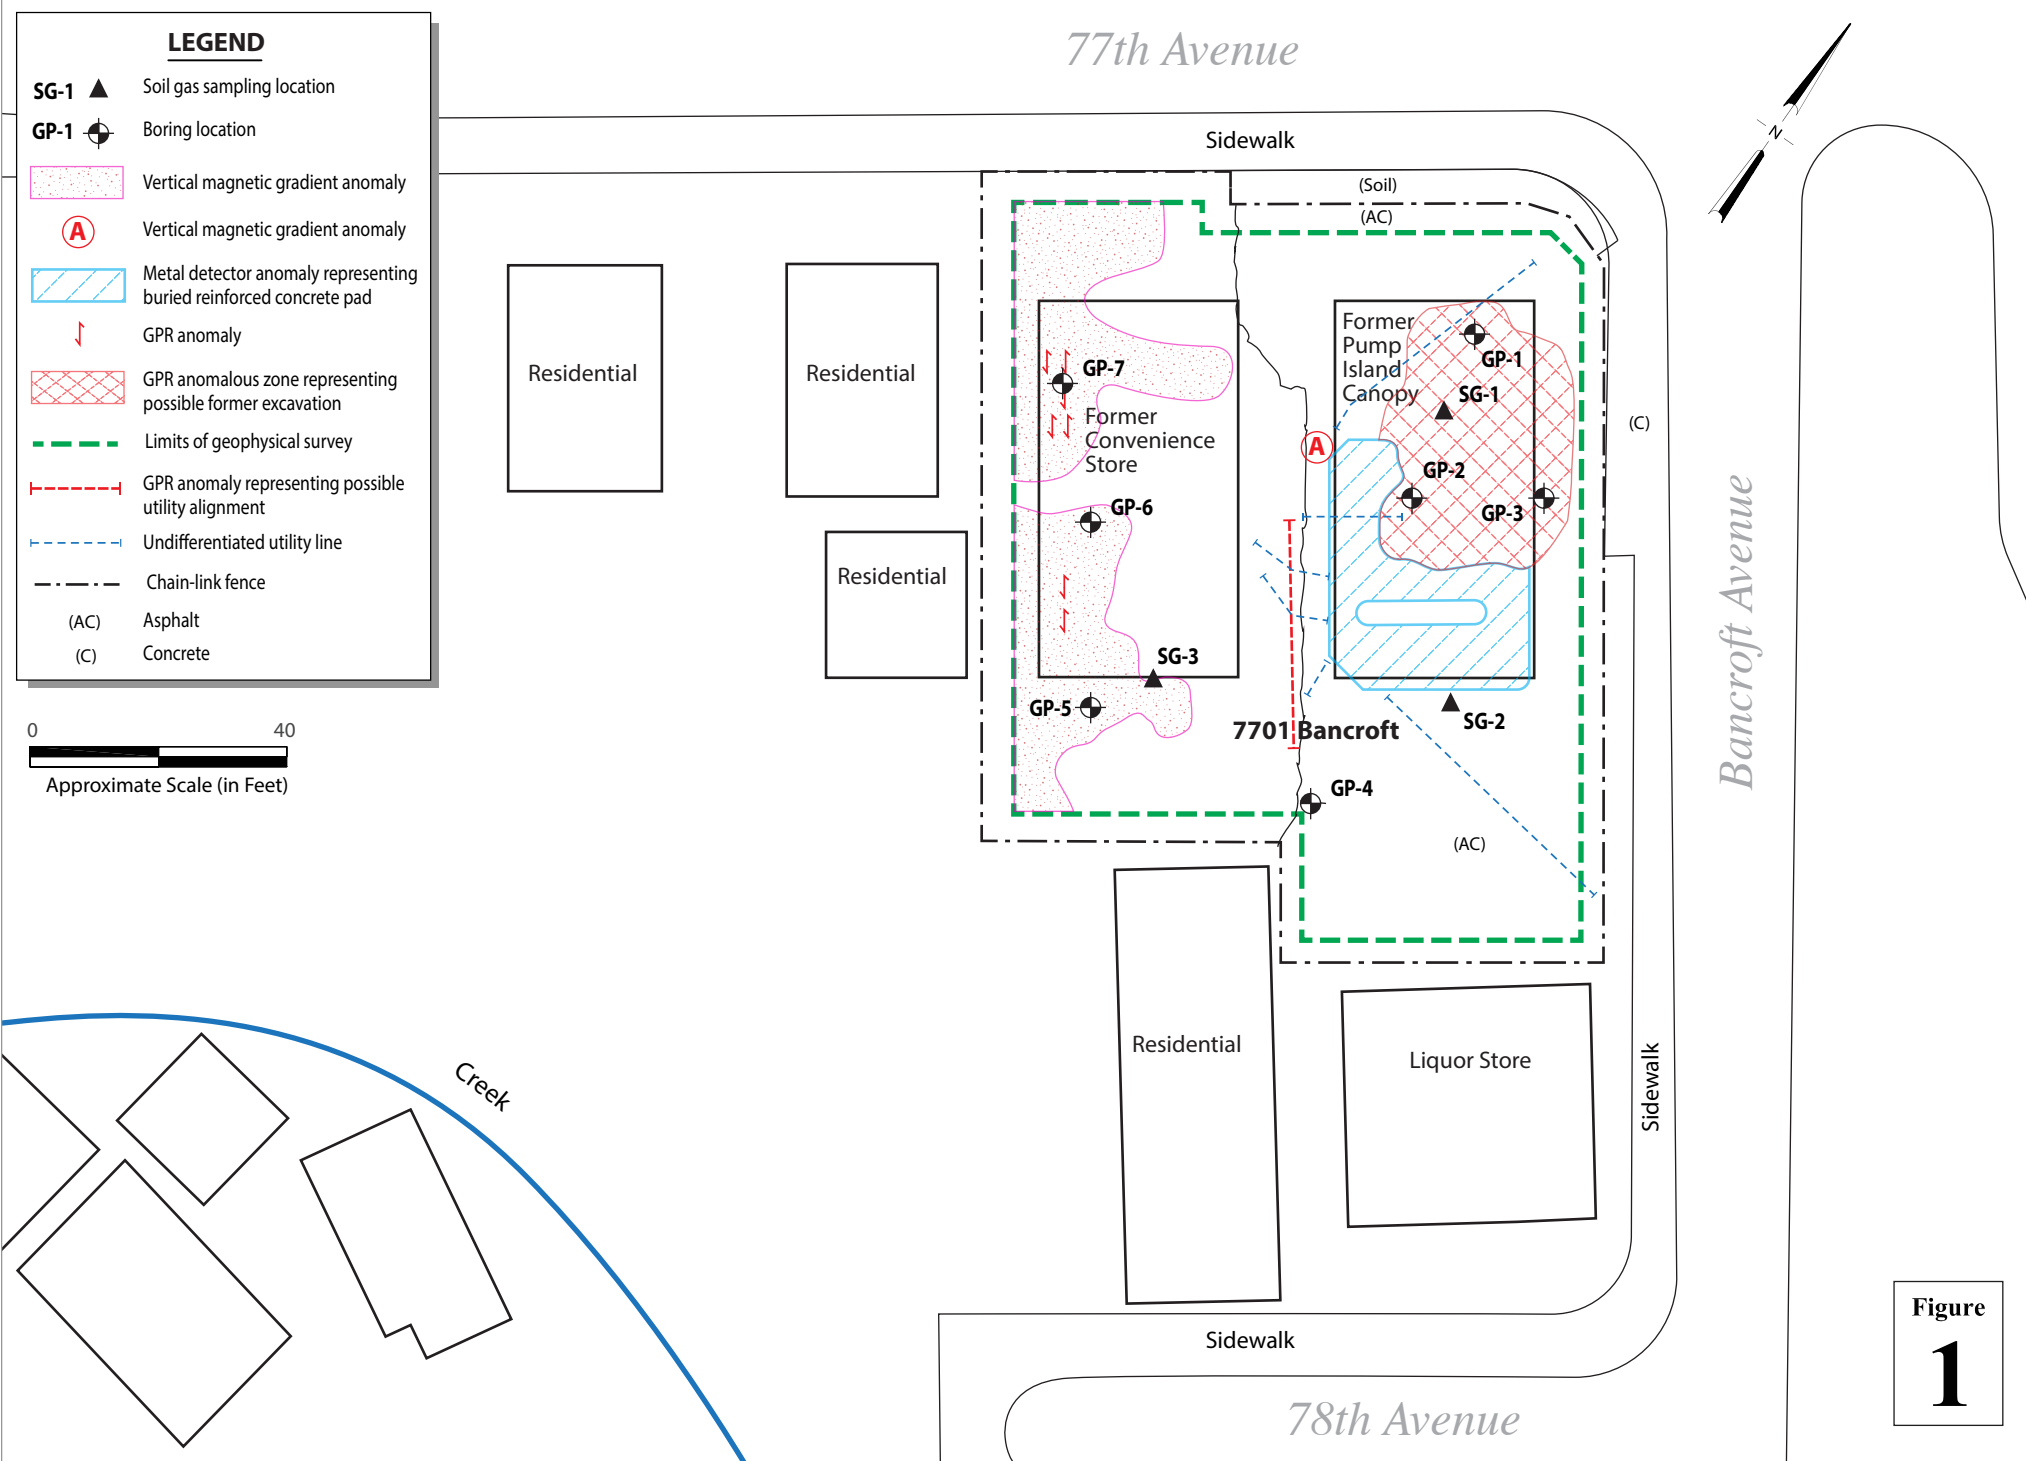 LEGEND
SG-1 Soil gas sampling location
GP-1 Boring location
Vertical magnetic gradient anomaly
A Vertical magnetic gradient anomaly
Metal detector anomaly representing
buried reinforced concrete pad
GPR anomaly
GPR anomalous zone representing
possible former excavation
Limits of geophysical survey
GPR anomaly representing possible
utility alignment
Undifferentiated utility line
Chain-link fence
(AC) Asphalt
(C) Concrete
0 40
Approximate Scale (in Feet)
77th Avenue
Sidewalk
N
(Soil)
(AC)
Residential
Residential
Residential
Former
Pump
Island
Canopy
GP-1
SG-1
GP-7
Former
Convenience
Store
A
(C)
GP-2
GP-3
GP-6
SG-3
GP-5
SG-2
7701 Bancroft
GP-4
(AC)
Bancroft Avenue
Residential
Liquor Store
Sidewalk
Creek
Sidewalk
78th Avenue
Figure
1